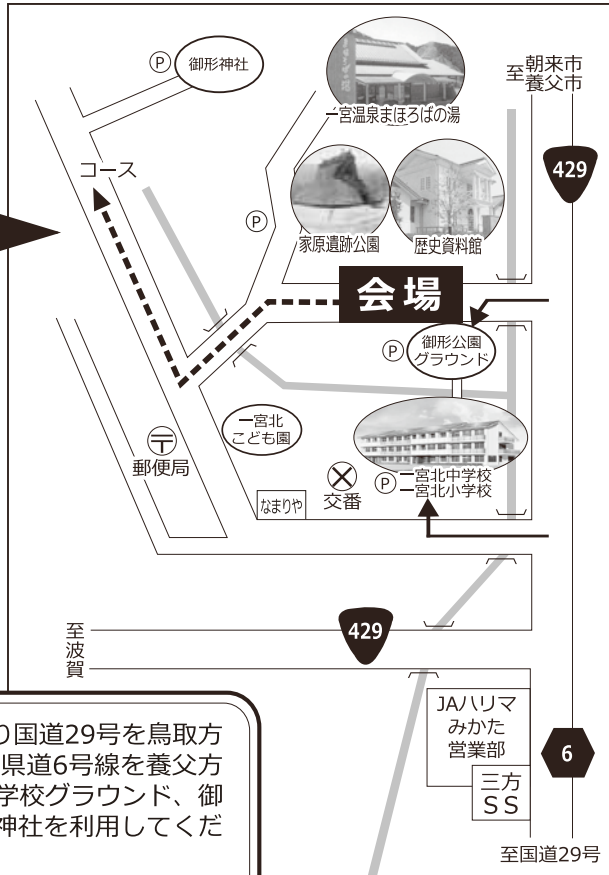 Ⓟ
御形神社
一宮温泉まほろばの湯
至朝来市
養父市
コース
429
Ⓟ
家原遺跡公園
歴史資料館
会場
Ⓟ
御形公園
グラウンド
一宮北
こども園
〒
郵便局
交番
Ⓟ
一宮北中学校
一宮北小学校
なまりや
429
至波賀
JAハリマ
みかた
営業部
三方
SS
6
至国道29号
り国道29号を鳥取方
県道6号線を養父方
学校グラウンド、御
神社を利用してくだ